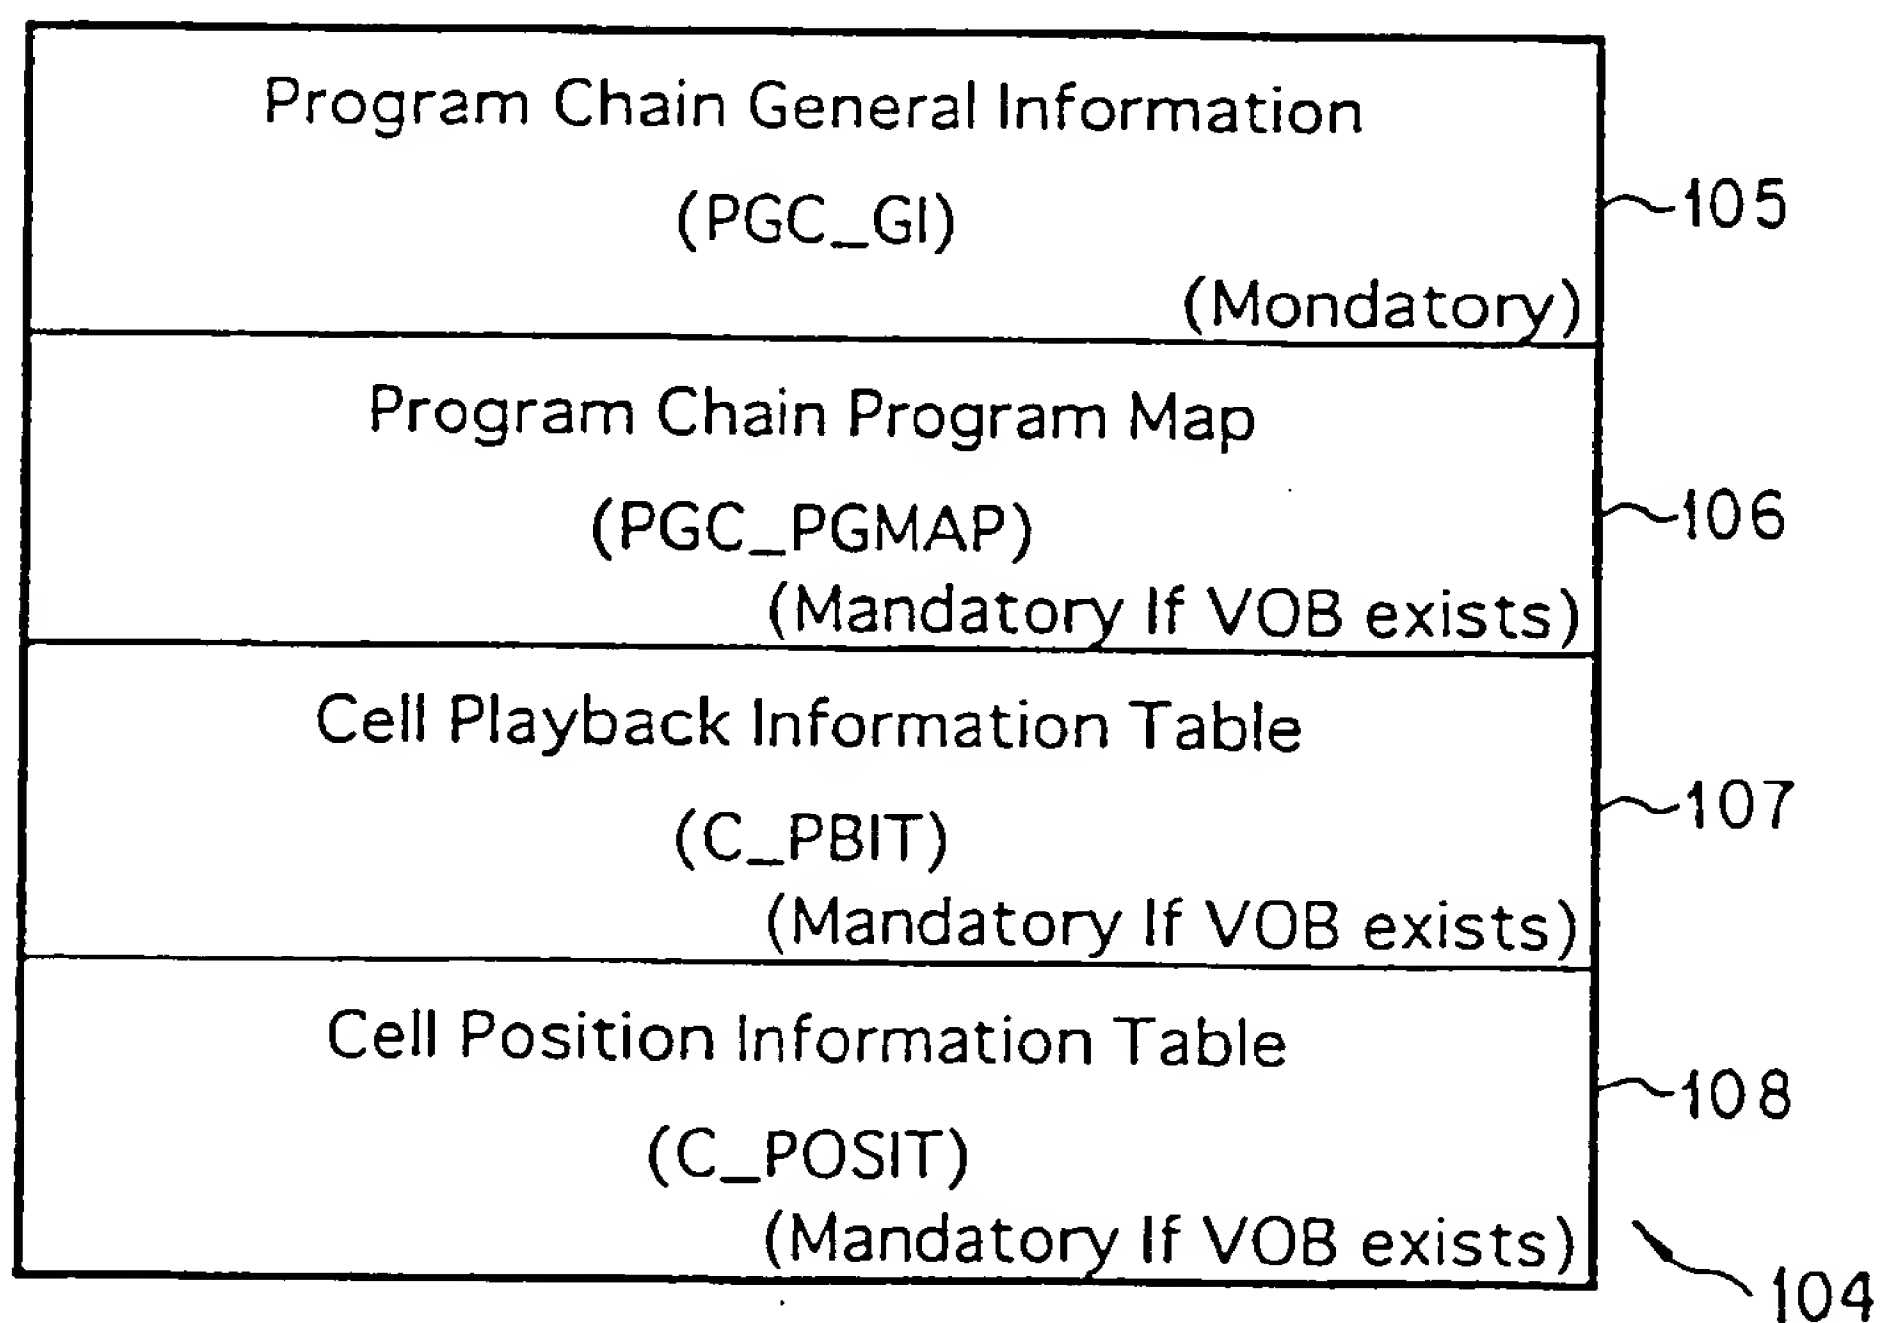 Program Chain General Information
(PGC_GI)
(Mondatory)
105
Program Chain Program Map
(PGC_PGMAP)
(Mandatory If VOB exists)
106
Cell Playback Information Table
(C_PBIT)
(Mandatory If VOB exists)
107
Cell Position Information Table
(C_POSIT)
(Mandatory If VOB exists)
108
104